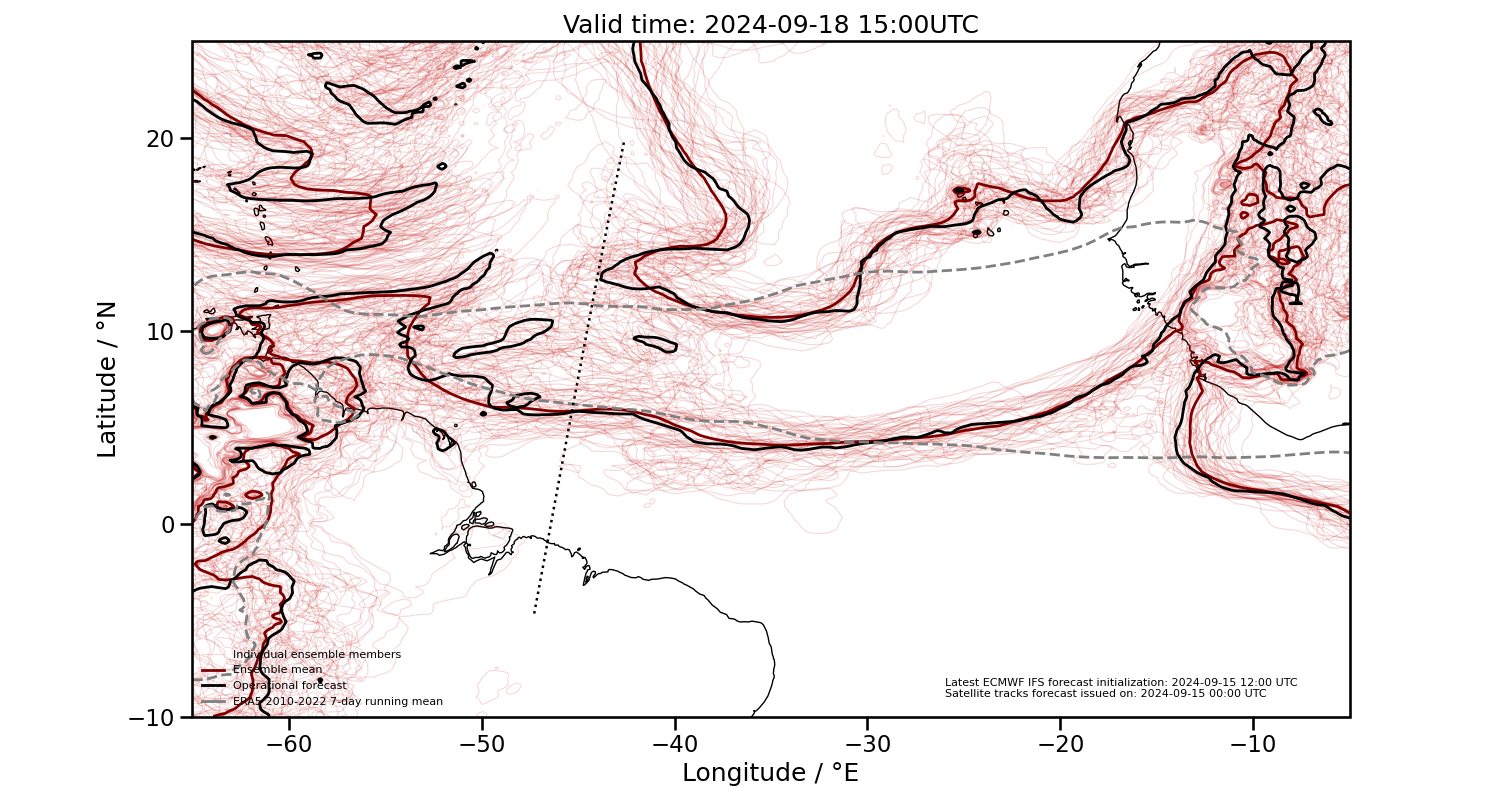 Valid time: 2024-09-18 15:00UTC
Latitude / °N
20
10
0
−10
Individual ensemble members
Ensemble mean
Operational forecast
ERA5 2010-2022 7-day running mean
Latest ECMWF IFS forecast initialization: 2024-09-15 12:00 UTC
Satellite tracks forecast issued on: 2024-09-15 00:00 UTC
−60
−50
−40
−30
−20
−10
Longitude / °E